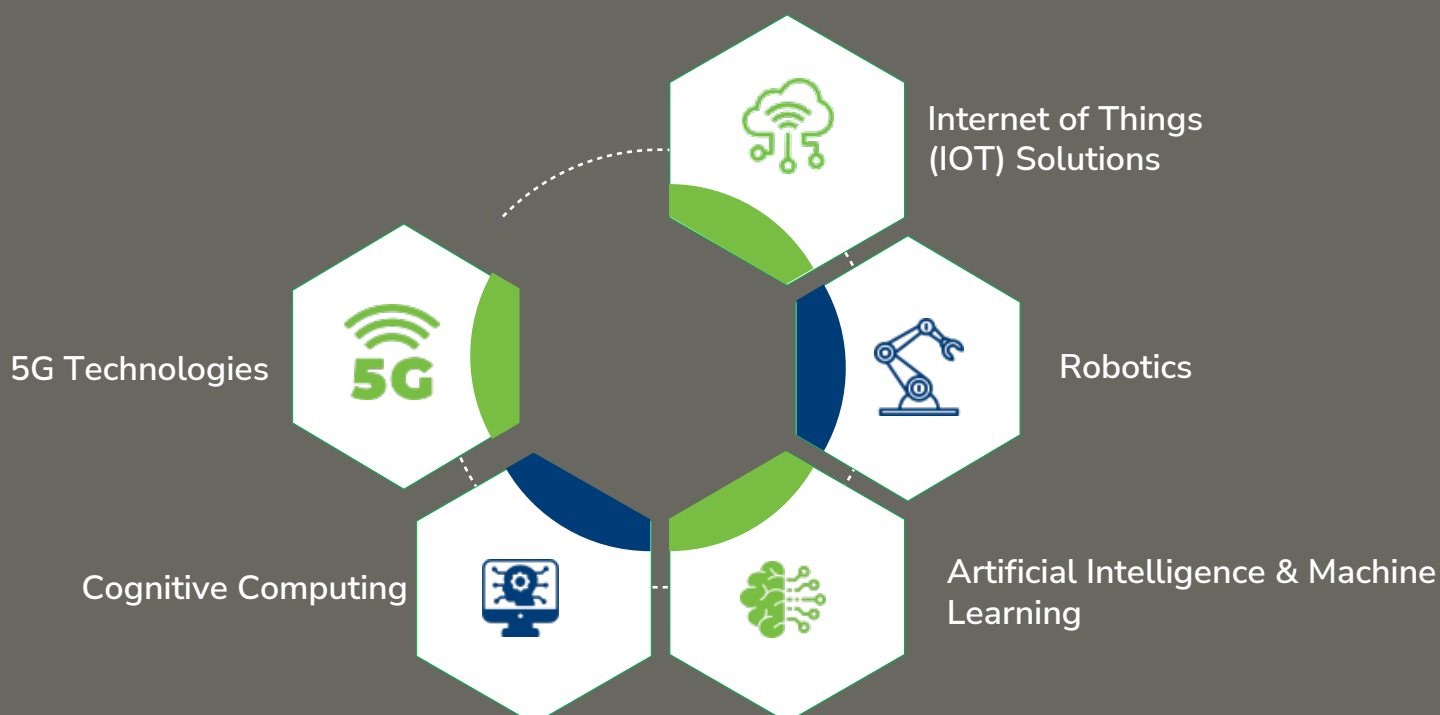 Internet of Things
(IOT) Solutions
5G
5G Technologies
Robotics
Cognitive Computing
Artificial Intelligence & Machine
Learning